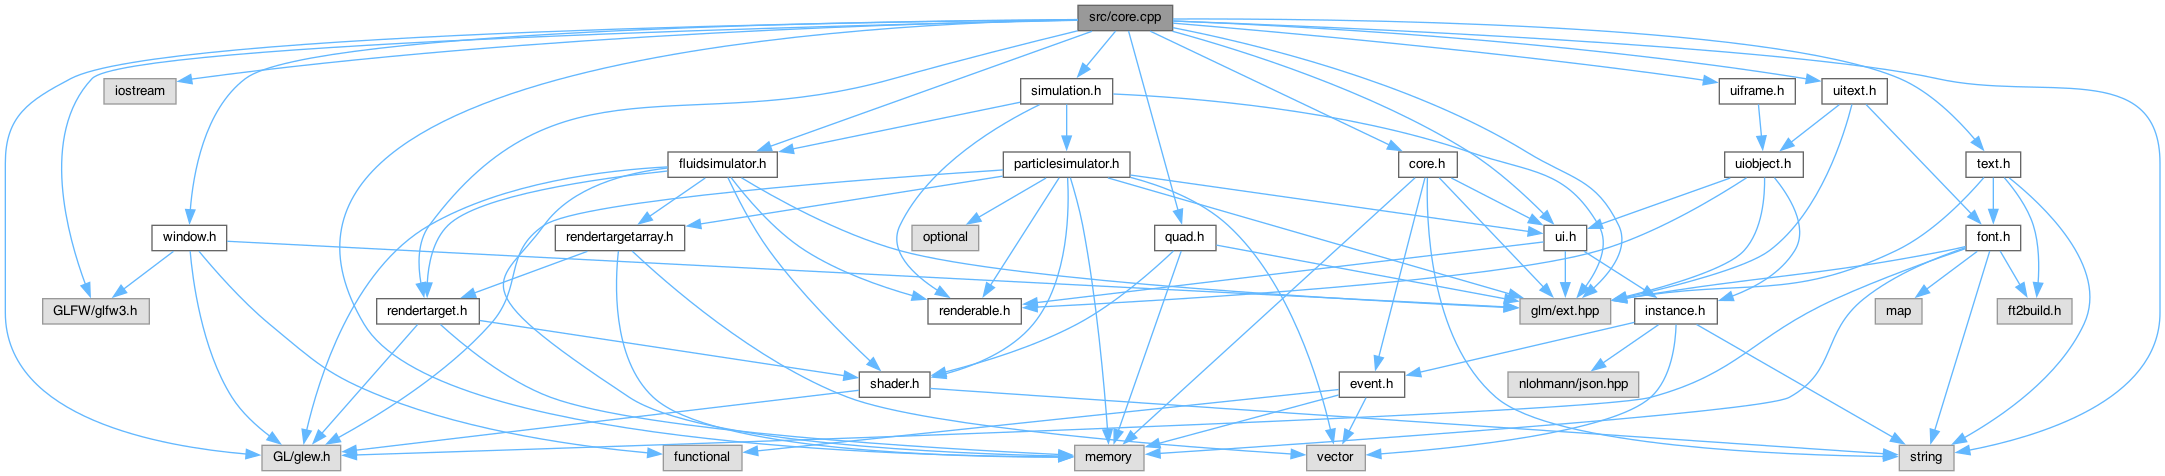 src/core.cpp
iostream
simulation.h
uiframe.h
uitext.h
fluidsimulator.h
particlesimulator.h
core.h
uiobject.h
text.h
window.h
rendertargetarray.h
optional
quad.h
ui.h
font.h
GLFW/glfw3.h
rendertarget.h
renderable.h
glm/ext.hpp
instance.h
map
ft2build.h
shader.h
event.h
nlohmann/json.hpp
GL/glew.h
functional
memory
vector
string